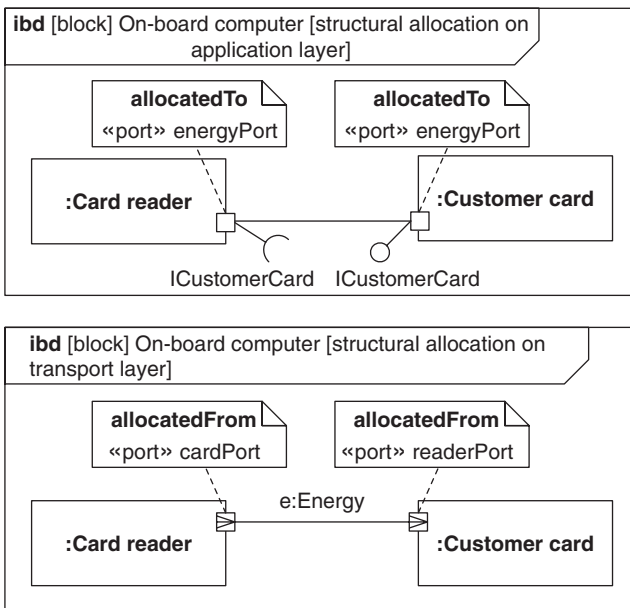 ibd [block] On-board computer [structural allocation on
application layer]
allocatedTo
«port» energyPort
allocatedTo
«port» energyPort
:Card reader
:Customer card
ICustomerCard
ICustomerCard
ibd [block] On-board computer [structural allocation on
transport layer]
allocatedFrom
«port» cardPort
allocatedFrom
«port» readerPort
e:Energy
:Card reader
:Customer card